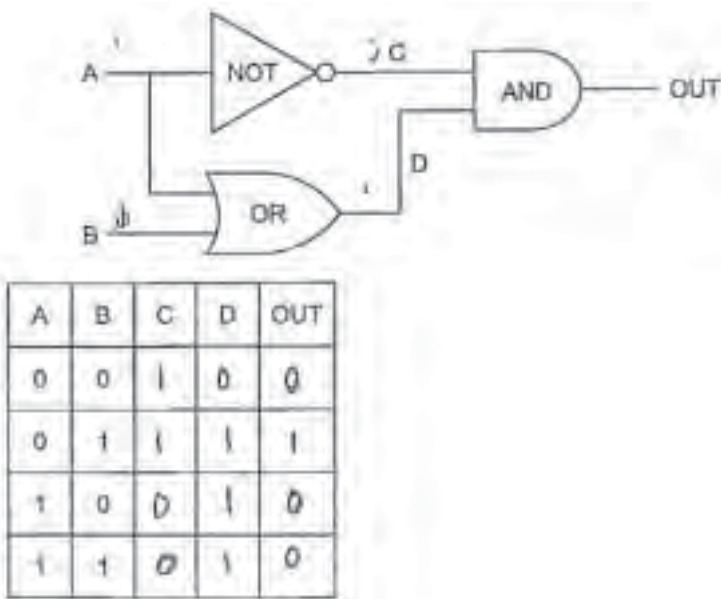 A NOT C AND OUT
D
B OR
A B C D OUT
0 0 1 0 0
0 1 1 1 1
1 0 0 1 0
1 1 0 1 0